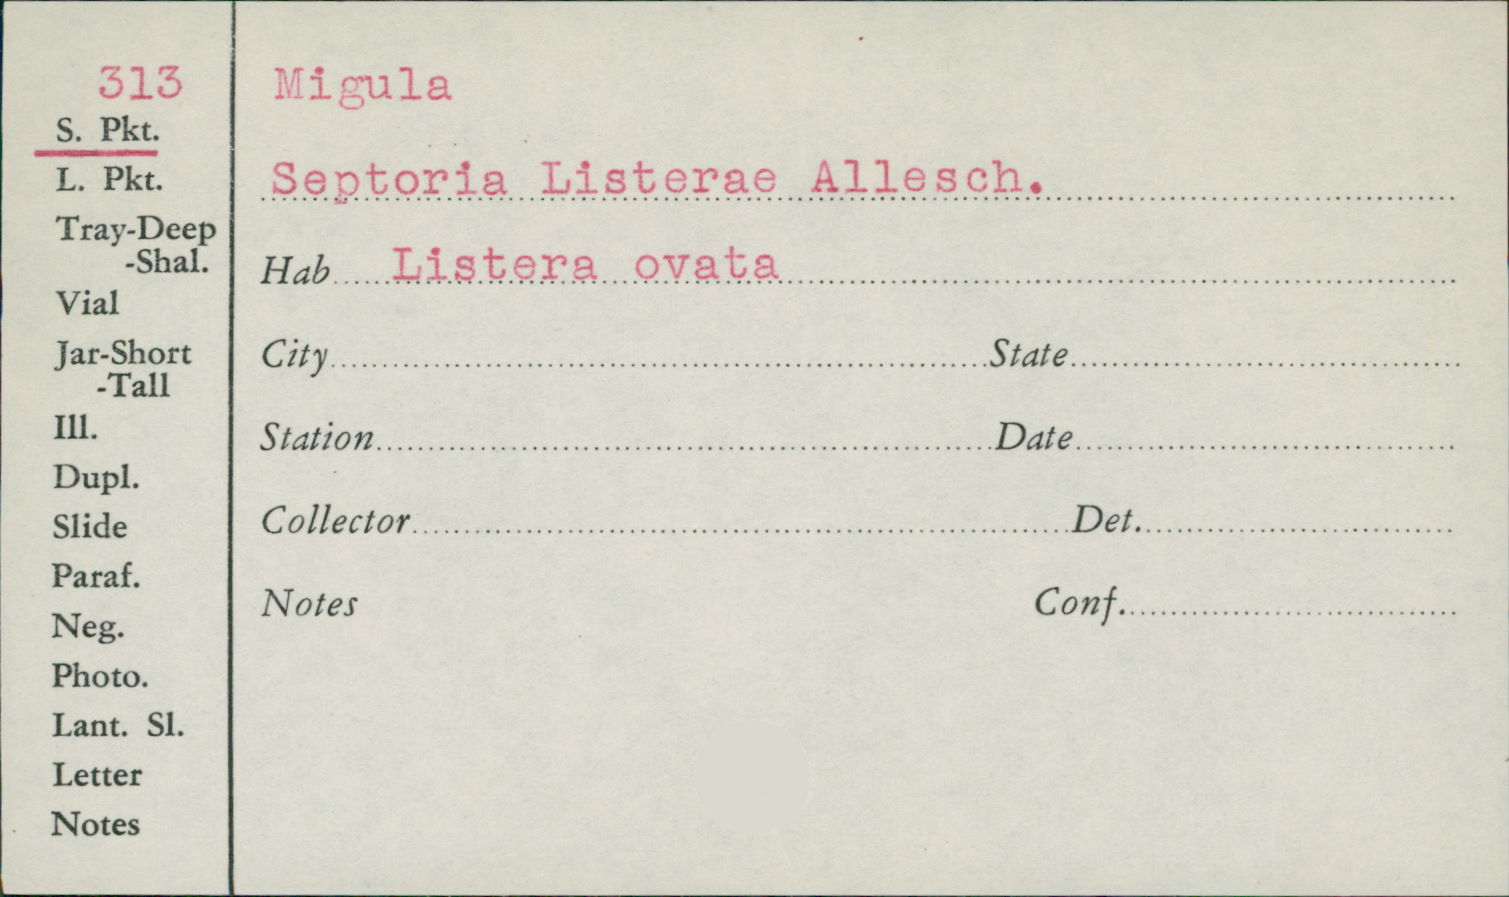 313
S. Pkt.
L. Pkt.
Tray-Deep
-Shal.
Vial
Jar-Short
-Tall
Ill.
Dupl.
Slide
Paraf.
Neg.
Photo.
Lant. Sl.
Letter
Notes
Migula
Septoria Listerae Allesch.
Hab Listera ovata
City State
Station Date
Collector Det.
Notes Conf.